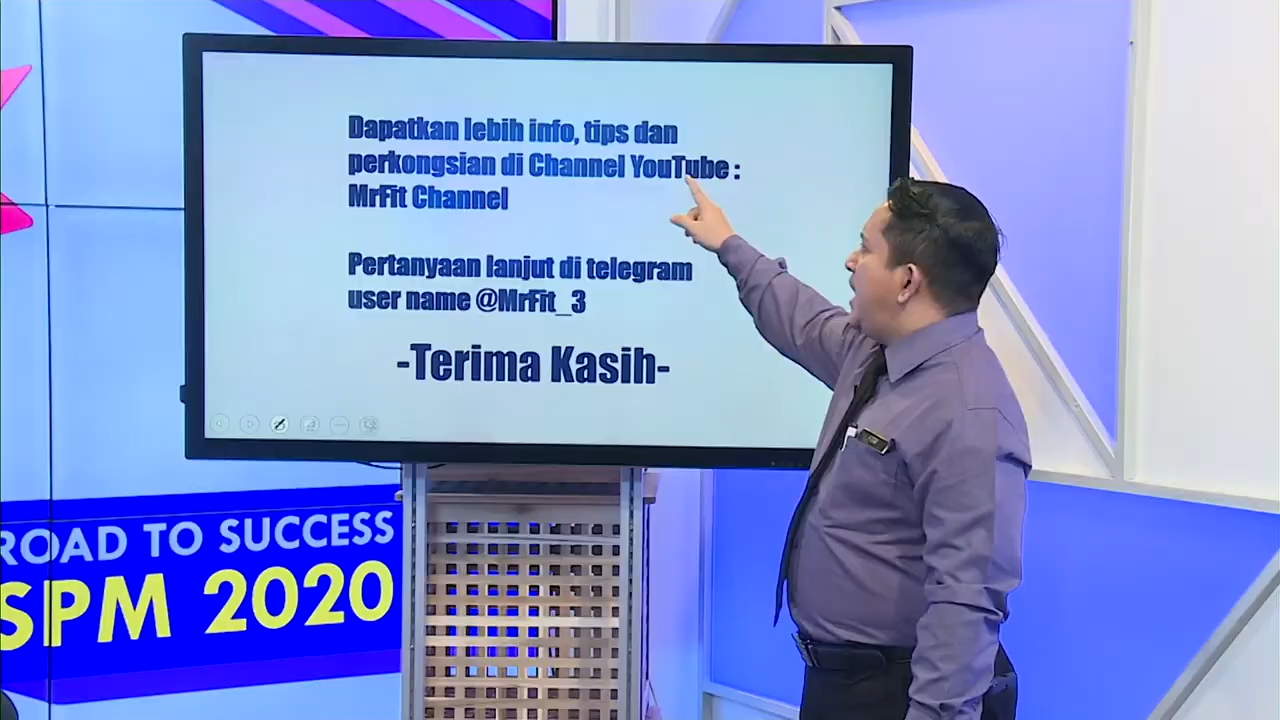 Dapatkan lebih info, tips dan
perkongsian di Channel YouTube :
MrFit Channel
Pertanyaan lanjut di telegram
user name @MrFit_3
-Terima Kasih-
ROAD TO SUCCESS
SPM 2020